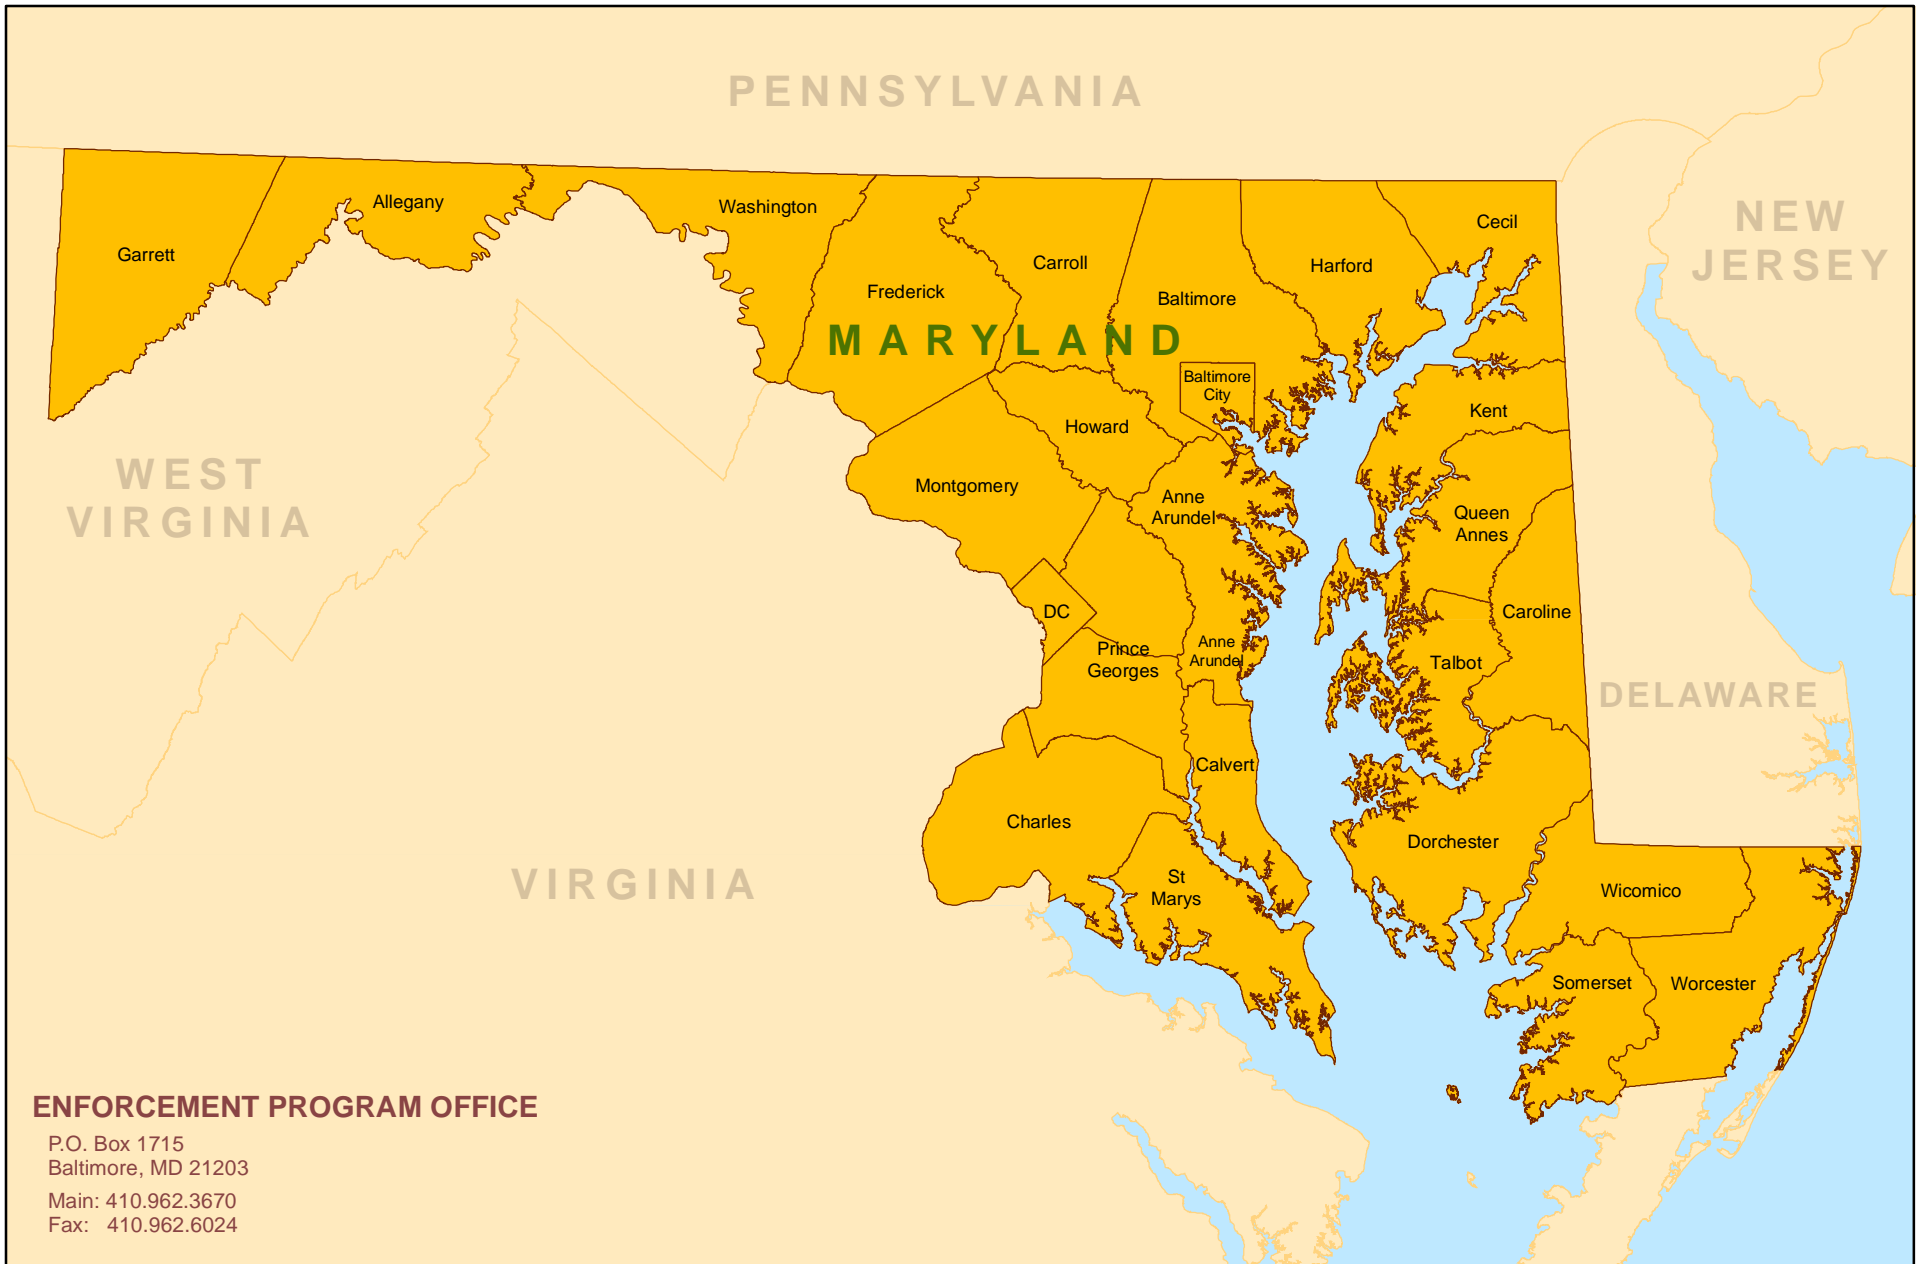 PENNSYLVANIA
NEW
JERSEY
Allegany
Washington
Cecil
Garrett
Carroll
Harford
Frederick
Baltimore
MARYLAND
Baltimore
City
Kent
Howard
WEST
VIRGINIA
Montgomery
Anne
Arundel
Queen
Annes
DC
Caroline
Prince
Georges
Anne
Arundel
Talbot
DELAWARE
Calvert
Charles
Dorchester
VIRGINIA
St
Marys
Wicomico
Somerset
Worcester
ENFORCEMENT PROGRAM OFFICE
P.O. Box 1715
Baltimore, MD 21203
Main: 410.962.3670
Fax: 410.962.6024